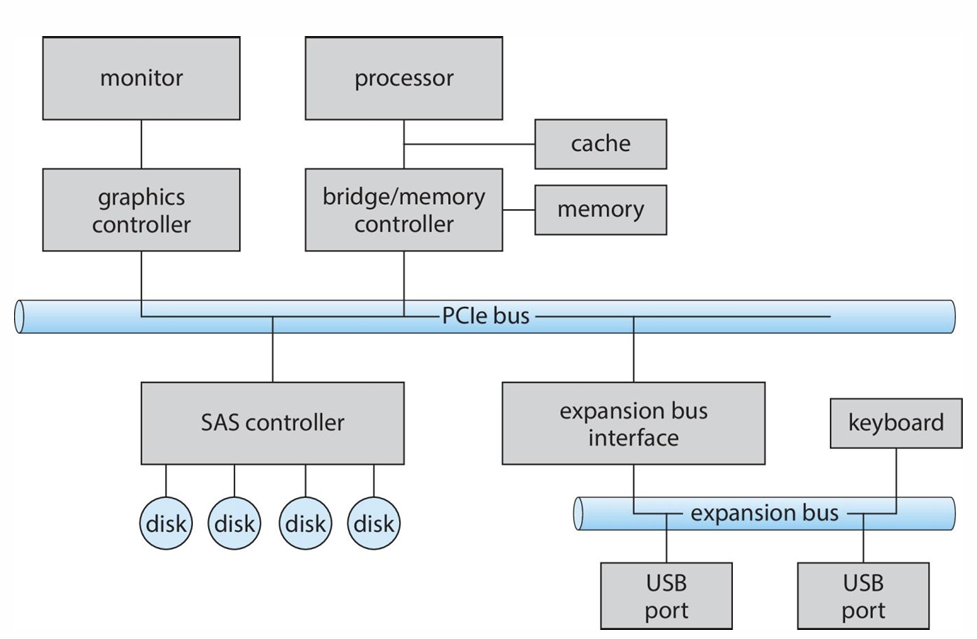 monitor
processor
cache
graphics
controller
bridge/memory
controller
memory
PCIe bus
SAS controller
expansion bus
interface
keyboard
disk
disk
disk
disk
expansion bus
USB
port
USB
port